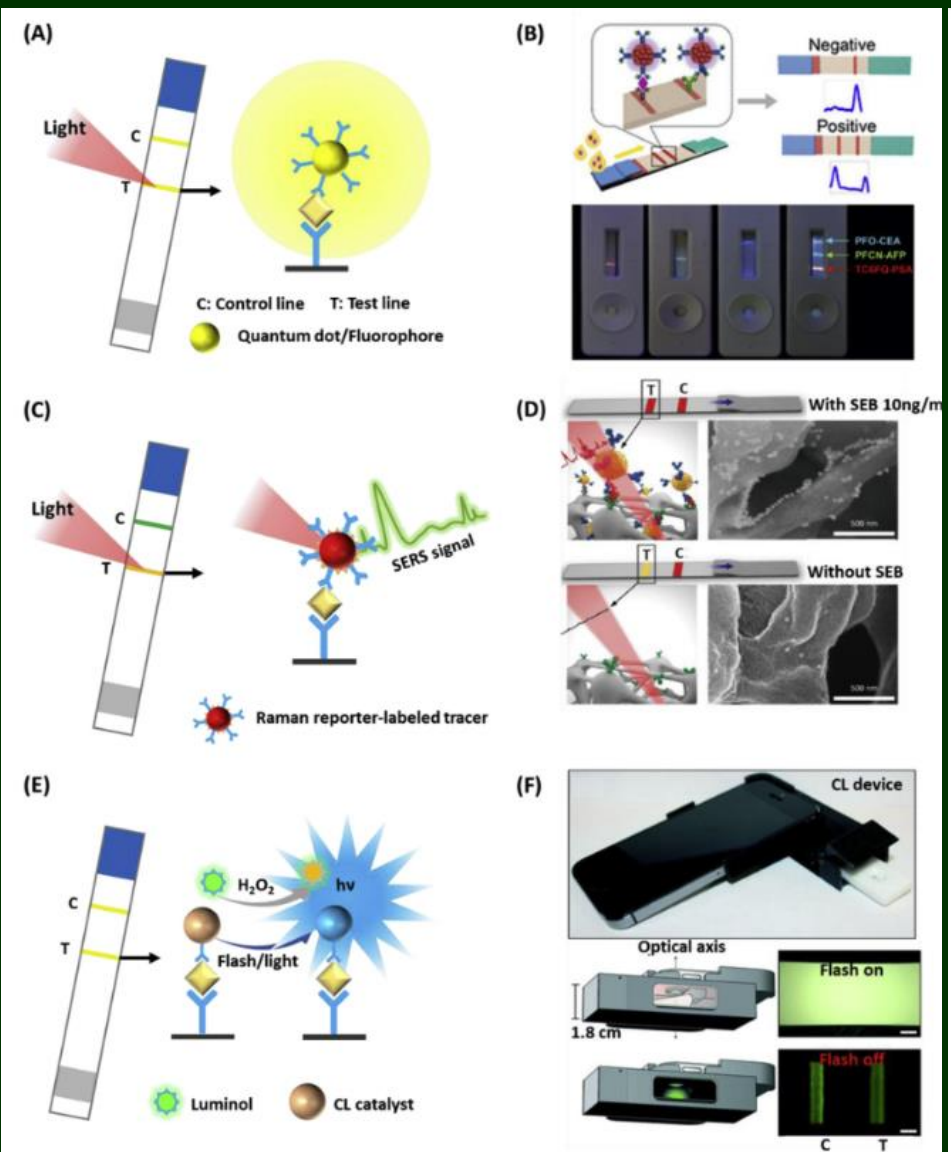 (A)
Light
C
T
C: Control line T: Test line
Quantum dot/Fluorophore
(B)
Negative
Positive
PFO-CEA
PFCN-AFP
TC6FQ-PSA
(C)
Light
C
T
SERS signal
Raman reporter-labeled tracer
(D)
T C
With SEB 10ng/m
500 nm
T C
Without SEB
500 nm
(E)
C
T
H₂O₂
hν
Flash/light
Luminol
CL catalyst
(F)
CL device
Optical axis
1.8 cm
Flash on
Flash off
C T